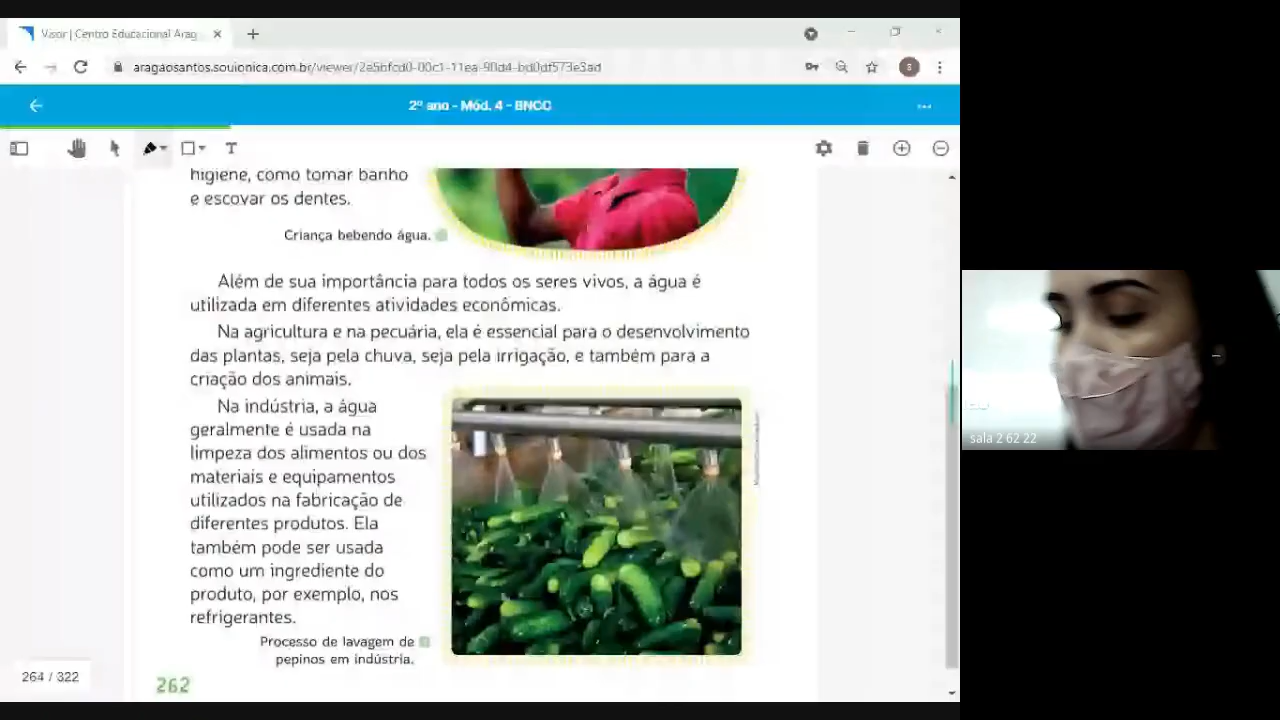 Visor | Centro Educacional Arag
aragaosantos.souionica.com.br/viewer/2a5bfcd0-00c1-11ea-90d4-bd0df573e3ad
2º ano - Mód. 4 - BNCC
T
higiene, como tomar banho
e escovar os dentes.
Criança bebendo água.
Além de sua importância para todos os seres vivos, a água é
utilizada em diferentes atividades econômicas.
Na agricultura e na pecuária, ela é essencial para o desenvolvimento
das plantas, seja pela chuva, seja pela irrigação, e também para a
criação dos animais.
Na indústria, a água
geralmente é usada na
limpeza dos alimentos ou dos
materiais e equipamentos
utilizados na fabricação de
diferentes produtos. Ela
também pode ser usada
como um ingrediente do
produto, por exemplo, nos
refrigerantes.
Processo de lavagem de
pepinos em indústria.
264 / 322
262
sala 2 62 22